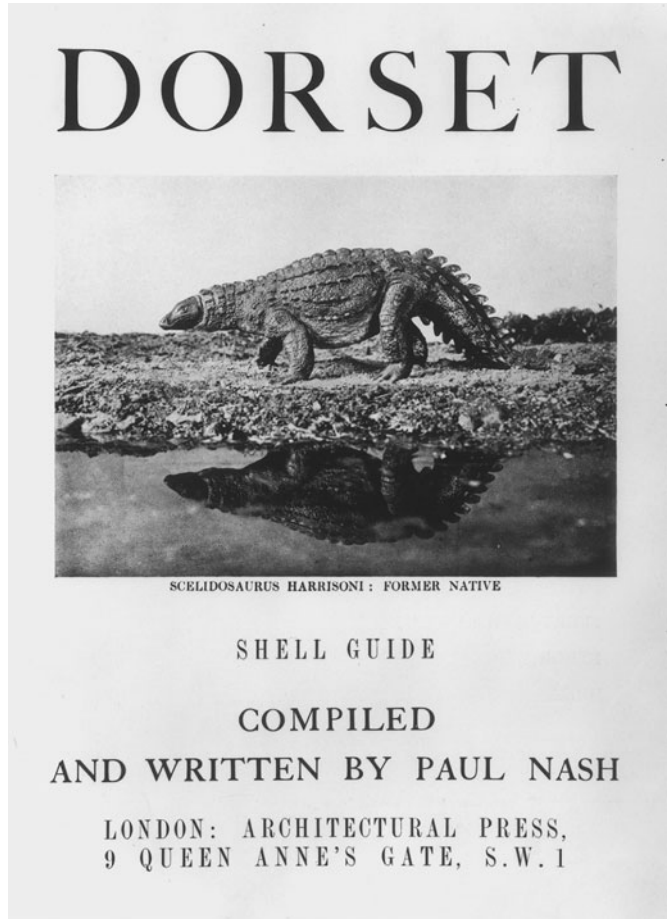 DORSET
SCELIDOSAURUS HARRISONI : FORMER NATIVE
SHELL GUIDE
COMPILED
AND WRITTEN BY PAUL NASH
LONDON: ARCHITECTURAL PRESS,
9 QUEEN ANNE'S GATE, S.W. 1